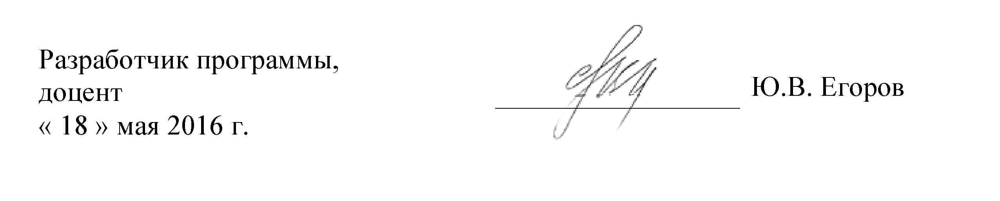 Разработчик программы,
доцент
Ю.В. Егоров
« 18 » мая 2016 г.